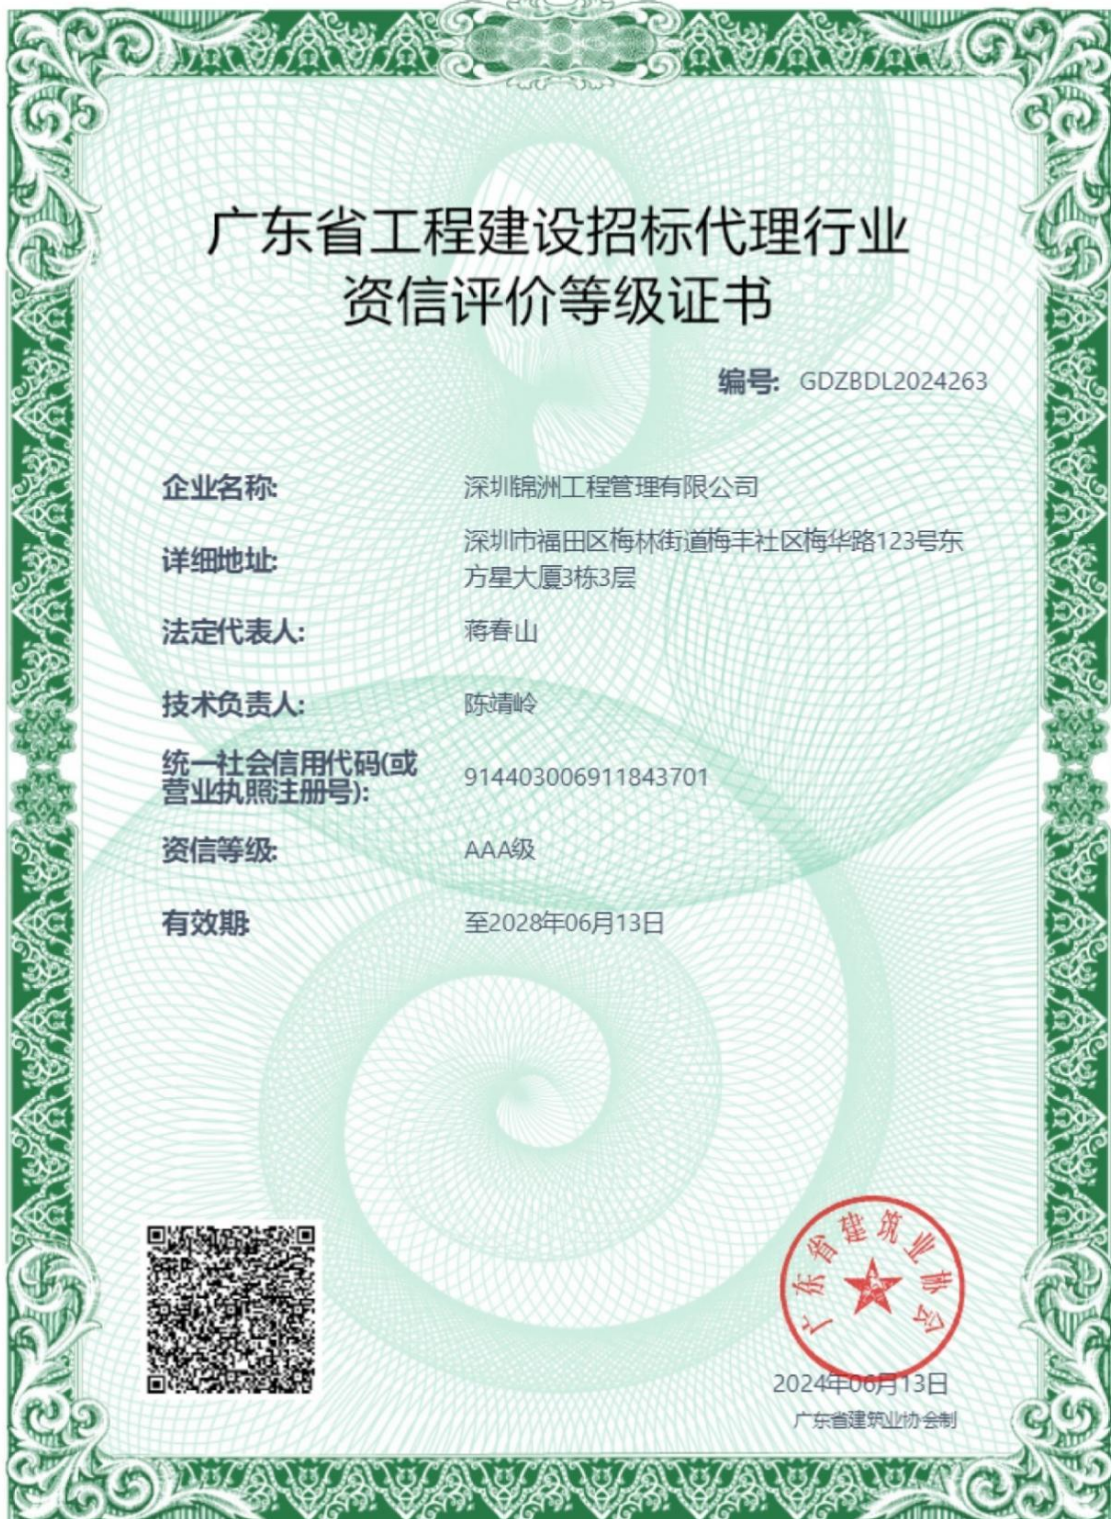 广东省工程建设招标代理行业
资信评价等级证书
编号: GDZBDL2024263
企业名称: 深圳锦洲工程管理有限公司
详细地址: 深圳市福田区梅林街道梅丰社区梅华路123号东
方星大厦3栋3层
法定代表人: 蒋春山
技术负责人: 陈靖岭
统一社会信用代码(或
营业执照注册号): 914403006911843701
资信等级: AAA级
有效期: 至2028年06月13日
广东省建筑业协会
2024年06月13日
广东省建筑业协会制